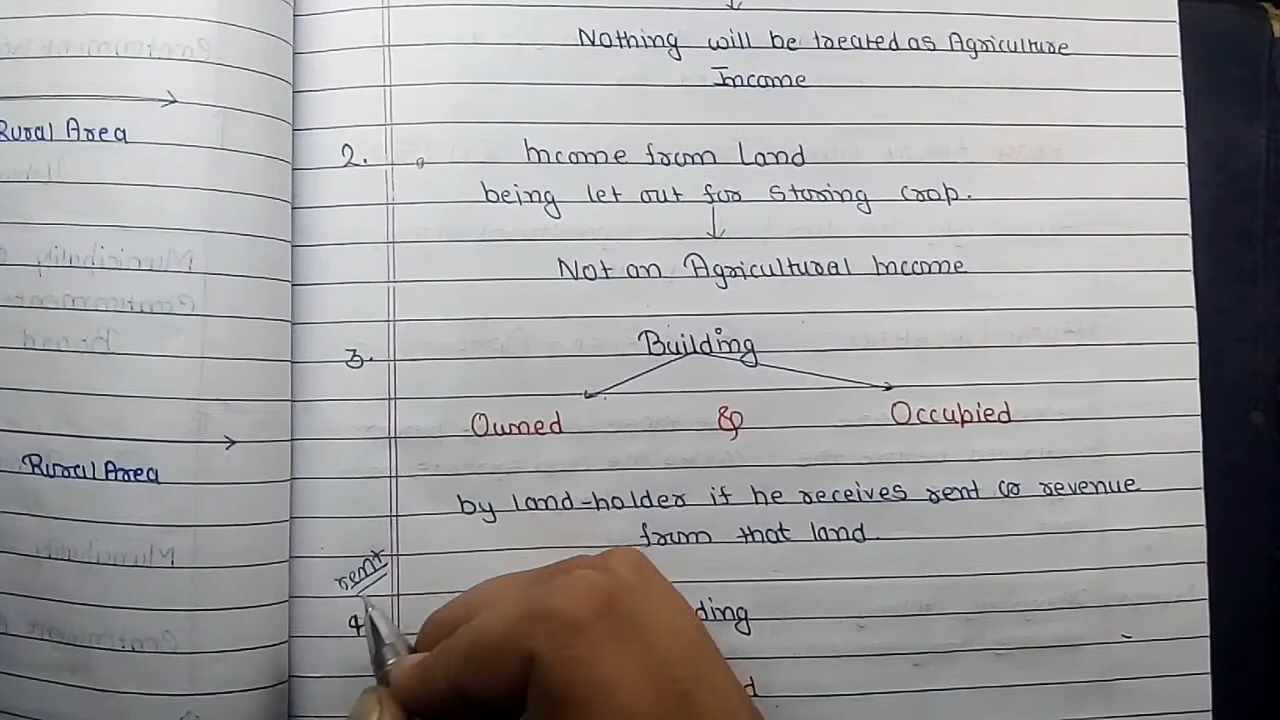 Nothing will be treated as Agriculture
Income
Rural Area
2. Income from Land
being let out for storing crop.
Not an Agricultural Income
3. Building
Owned & Occupied
by land-holder if he receives rent or revenue
from that land.
Rural Area
rent
4
ding
d